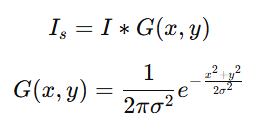 I_s = I * G(x, y)
G(x, y) = \frac{1}{2\pi\sigma^2} e^{-\frac{x^2+y^2}{2\sigma^2}}